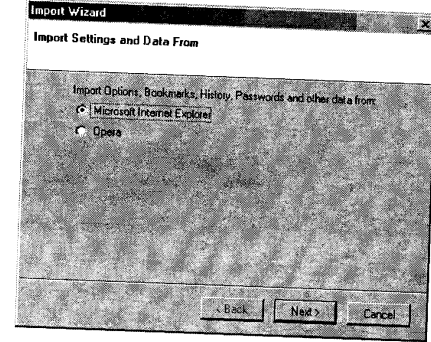 Import Wizard
Import Settings and Data From
Import Options, Bookmarks, History, Passwords and other data from:
Microsoft Internet Explorer
Opera
< Back
Next >
Cancel